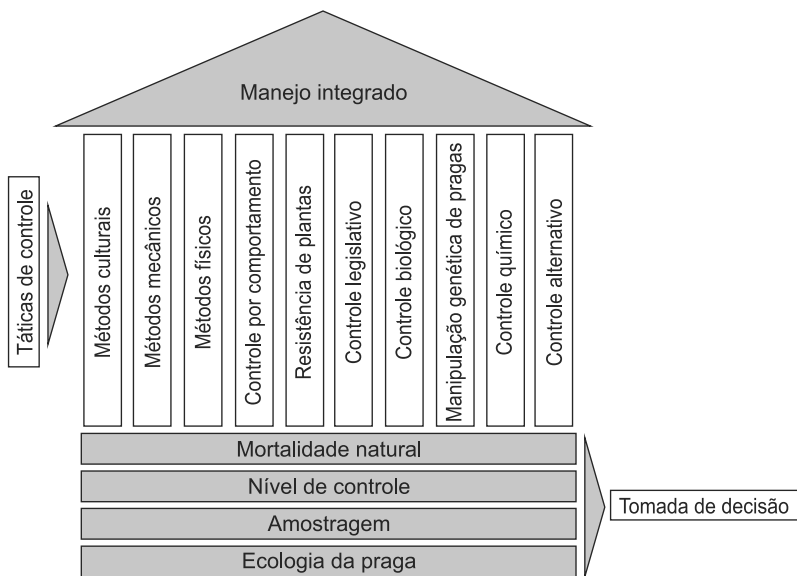 Manejo integrado
Táticas de controle
Métodos culturais
Métodos mecânicos
Métodos físicos
Controle por comportamento
Resistência de plantas
Controle legislativo
Controle biológico
Manipulação genética de pragas
Controle químico
Controle alternativo
Mortalidade natural
Nível de controle
Amostragem
Ecologia da praga
Tomada de decisão